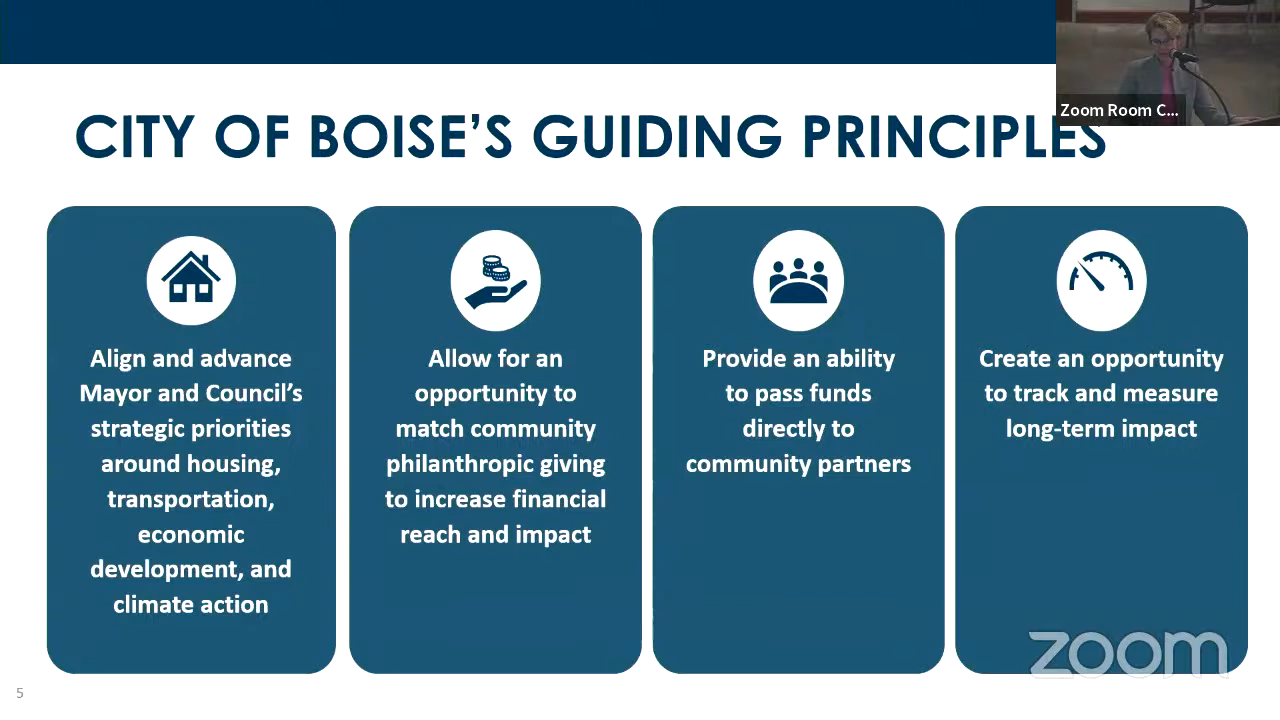 Zoom Room C...
CITY OF BOISE'S GUIDING PRINCIPLES
Align and advance
Mayor and Council's
strategic priorities
around housing,
transportation,
economic
development, and
climate action
Allow for an
opportunity to
match community
philanthropic giving
to increase financial
reach and impact
Provide an ability
to pass funds
directly to
community partners
Create an opportunity
to track and measure
long-term impact
zoom
5